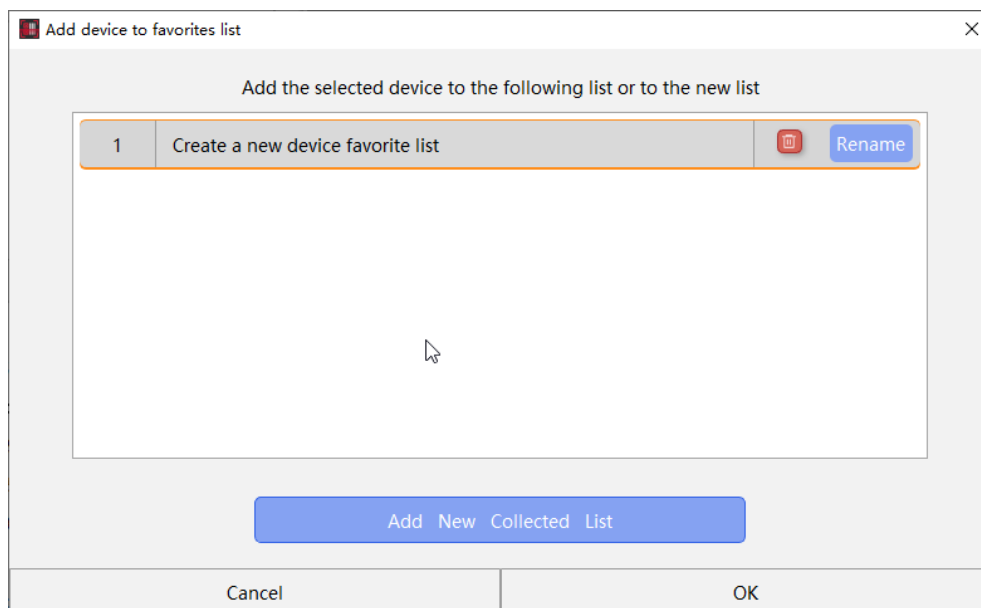 Add device to favorites list
Add the selected device to the following list or to the new list
1 Create a new device favorite list Rename
Add New Collected List
Cancel OK